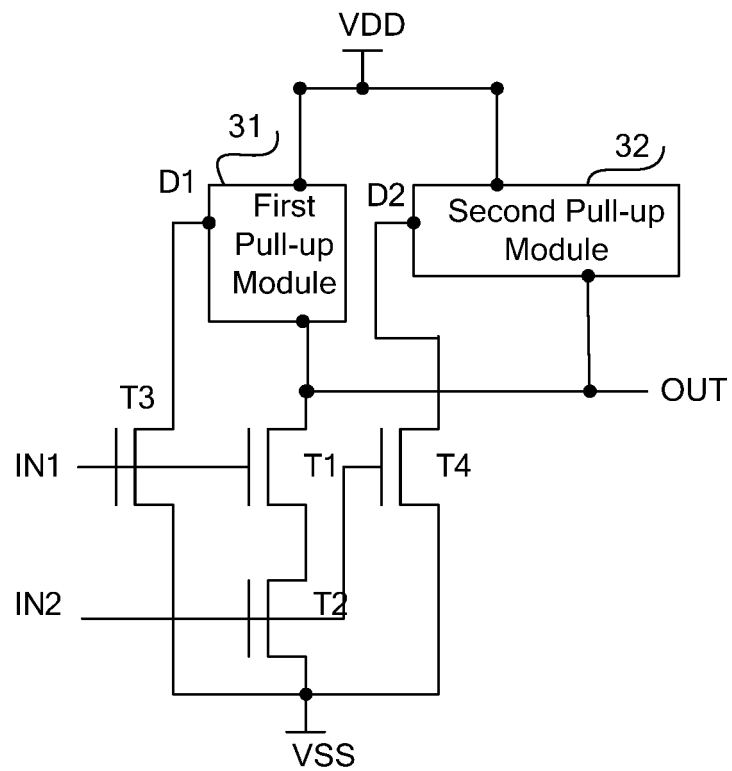 VDD
31
32
D1
First
Pull-up
Module
D2
Second Pull-up
Module
OUT
T3
IN1
T1
T4
IN2
T2
VSS